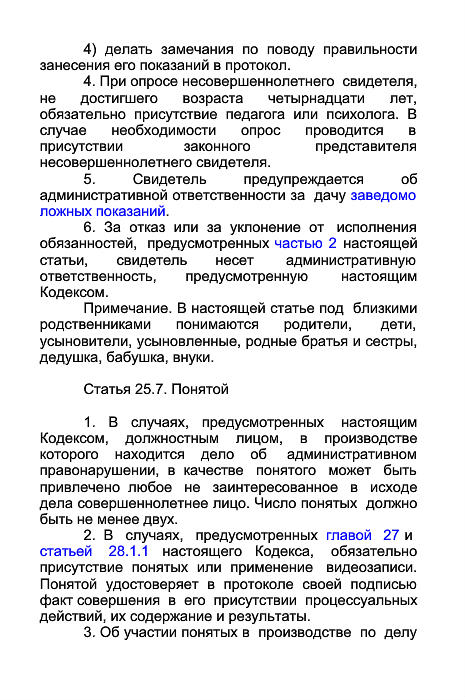 4) делать замечания по поводу правильности
занесения его показаний в протокол.
4. При опросе несовершеннолетнего свидетеля,
не достигшего возраста четырнадцати лет,
обязательно присутствие педагога или психолога. В
случае необходимости опрос проводится в
присутствии законного представителя
несовершеннолетнего свидетеля.
5. Свидетель предупреждается об
административной ответственности за дачу заведомо
ложных показаний.
6. За отказ или за уклонение от исполнения
обязанностей, предусмотренных частью 2 настоящей
статьи, свидетель несет административную
ответственность, предусмотренную настоящим
Кодексом.
Примечание. В настоящей статье под близкими
родственниками понимаются родители, дети,
усыновители, усыновленные, родные братья и сестры,
дедушка, бабушка, внуки.
Статья 25.7. Понятой
1. В случаях, предусмотренных настоящим
Кодексом, должностным лицом, в производстве
которого находится дело об административном
правонарушении, в качестве понятого может быть
привлечено любое не заинтересованное в исходе
дела совершеннолетнее лицо. Число понятых должно
быть не менее двух.
2. В случаях, предусмотренных главой 27 и
статьей 28.1.1 настоящего Кодекса, обязательно
присутствие понятых или применение видеозаписи.
Понятой удостоверяет в протоколе своей подписью
факт совершения в его присутствии процессуальных
действий, их содержание и результаты.
3. Об участии понятых в производстве по делу